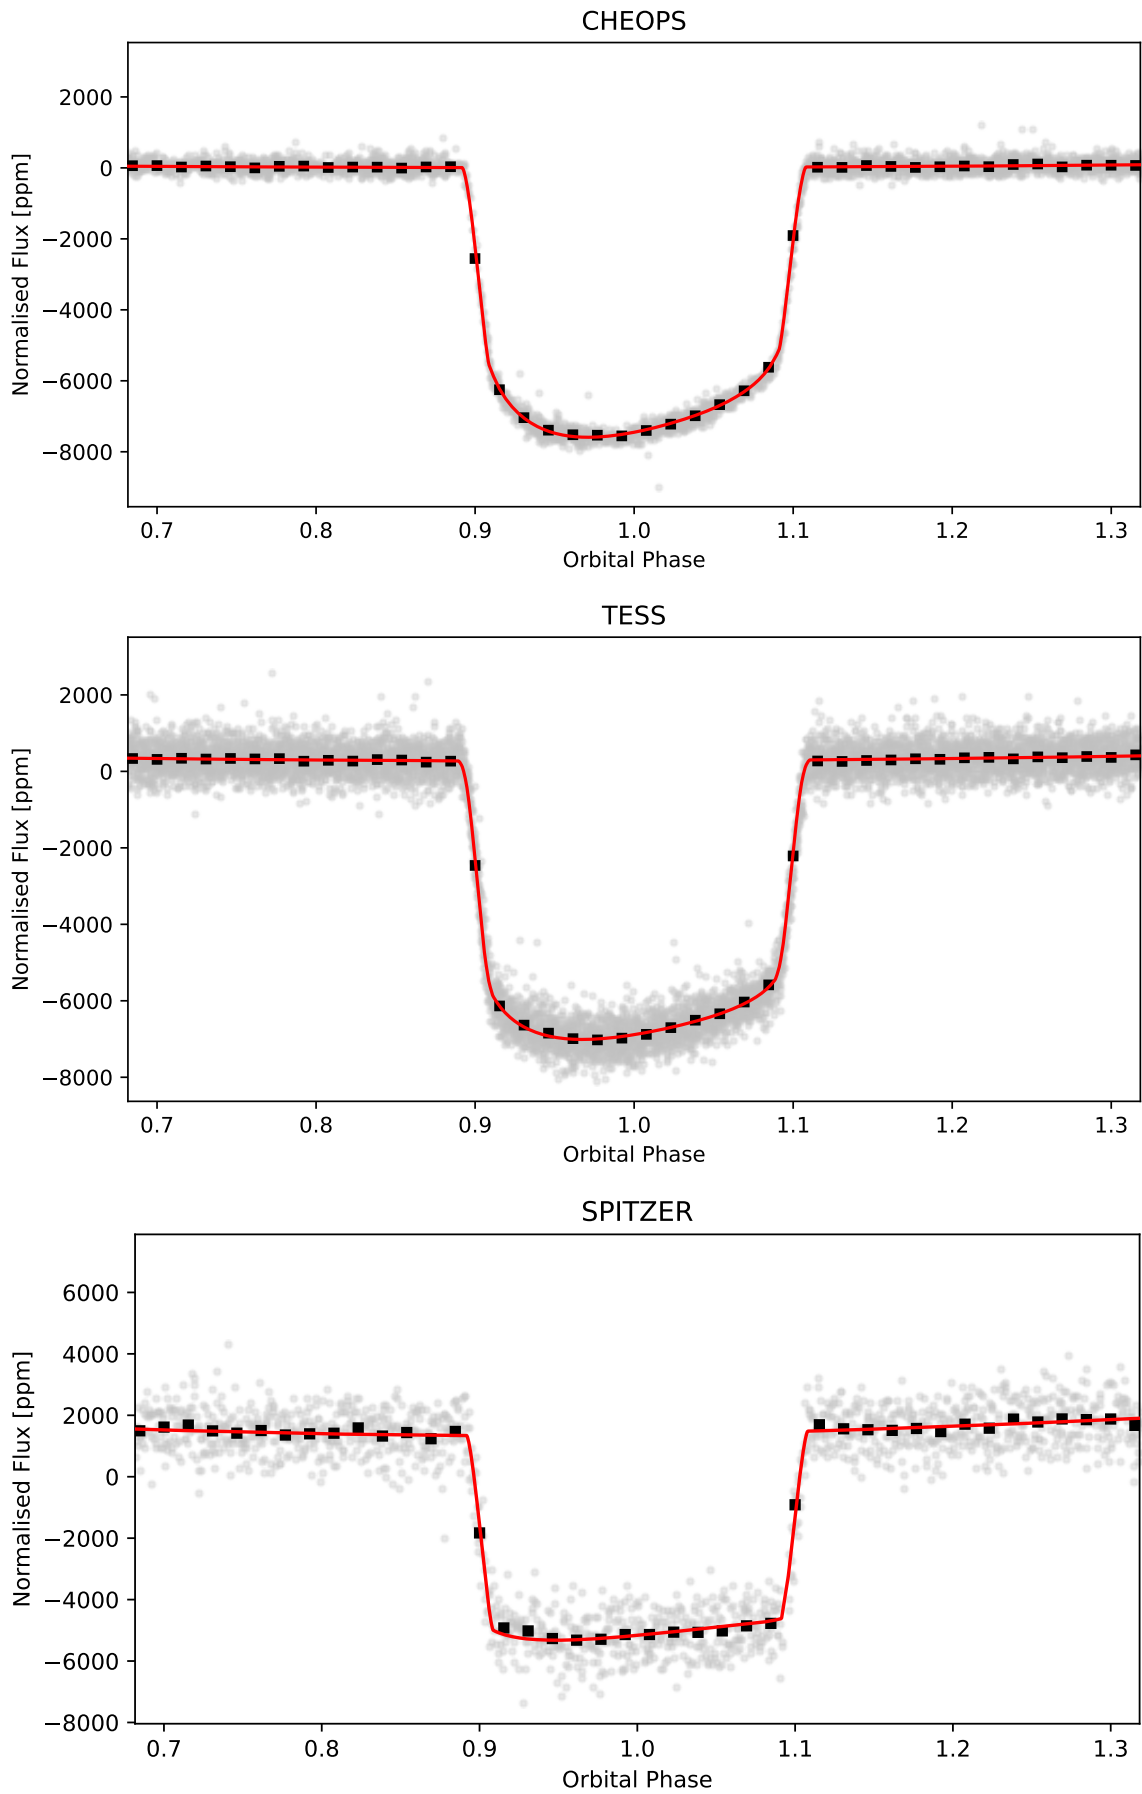 CHEOPS
Normalised Flux [ppm]
2000
0
−2000
−4000
−6000
−8000
0.7 0.8 0.9 1.0 1.1 1.2 1.3
Orbital Phase
TESS
Normalised Flux [ppm]
2000
0
−2000
−4000
−6000
−8000
0.7 0.8 0.9 1.0 1.1 1.2 1.3
Orbital Phase
SPITZER
Normalised Flux [ppm]
6000
4000
2000
0
−2000
−4000
−6000
−8000
0.7 0.8 0.9 1.0 1.1 1.2 1.3
Orbital Phase